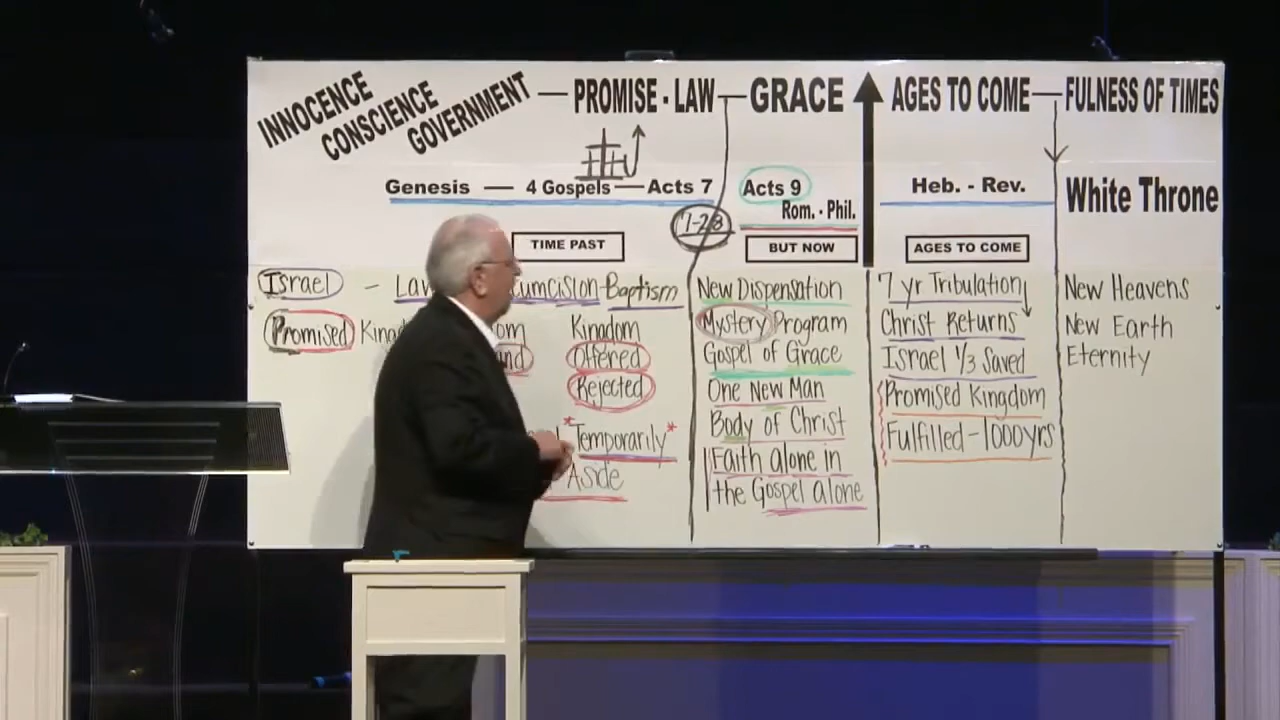 INNOCENCE
CONSCIENCE
GOVERNMENT — PROMISE - LAW — GRACE AGES TO COME — FULNESS OF TIMES
Genesis — 4 Gospels — Acts 7 Acts 9 Heb. - Rev. White Throne
Rom. - Phil.
TIME PAST BUT NOW AGES TO COME
Israel - Baptism
Promised
Kingdom
Offered
Rejected
*Temporarily*
Aside
New Dispensation
Mystery Program
Gospel of Grace
One New Man
Body of Christ
Faith alone in
the Gospel alone
7 yr Tribulation
Christ Returns
Israel 1/3 Saved
Promised Kingdom
Fulfilled - 1000 yrs
New Heavens
New Earth
Eternity